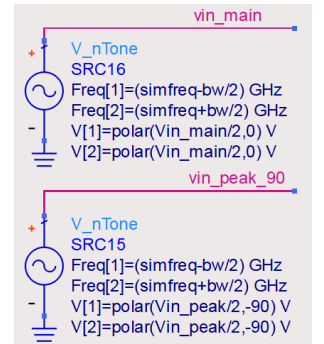 vin_main
+
V_nTone
SRC16
Freq[1]=(simfreq-bw/2) GHz
Freq[2]=(simfreq+bw/2) GHz
V[1]=polar(Vin_main/2,0) V
V[2]=polar(Vin_main/2,0) V
-
vin_peak_90
+
V_nTone
SRC15
Freq[1]=(simfreq-bw/2) GHz
Freq[2]=(simfreq+bw/2) GHz
V[1]=polar(Vin_peak/2,-90) V
V[2]=polar(Vin_peak/2,-90) V
-